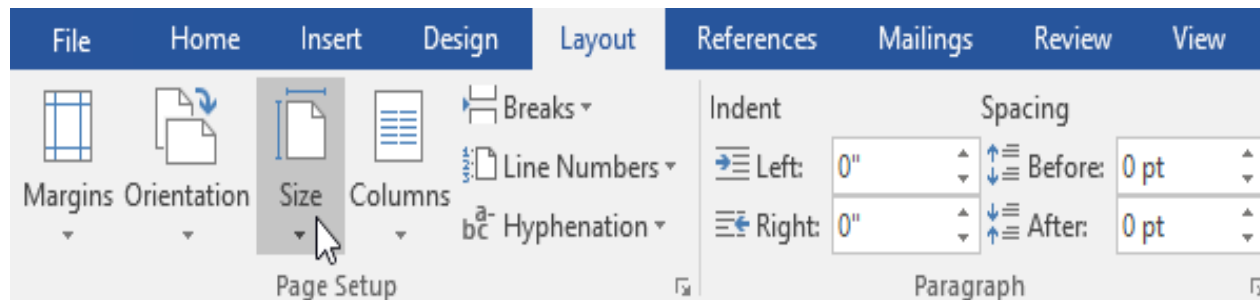 File Home Insert Design Layout References Mailings Review View
Breaks Indent Spacing
Line Numbers Left: 0" Before: 0 pt
Margins Orientation Size Columns
Hyphenation Right: 0" After: 0 pt
Page Setup Paragraph